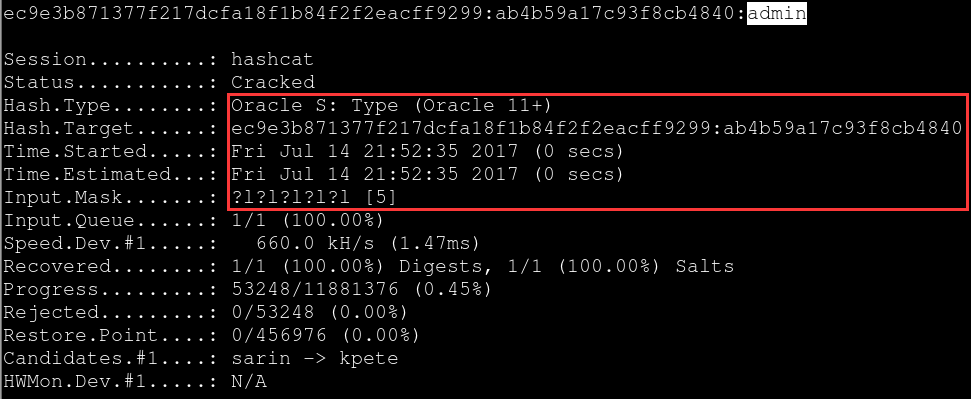 ec9e3b871377f217dcfa18f1b84f2f2eacff9299:ab4b59a17c93f8cb4840:admin
Session..........: hashcat
Status...........: Cracked
Hash.Type........: Oracle S: Type (Oracle 11+)
Hash.Target......: ec9e3b871377f217dcfa18f1b84f2f2eacff9299:ab4b59a17c93f8cb4840
Time.Started.....: Fri Jul 14 21:52:35 2017 (0 secs)
Time.Estimated...: Fri Jul 14 21:52:35 2017 (0 secs)
Input.Mask.......: ?l?l?l?l?l [5]
Input.Queue......: 1/1 (100.00%)
Speed.Dev.#1.....:   660.0 kH/s (1.47ms)
Recovered........: 1/1 (100.00%) Digests, 1/1 (100.00%) Salts
Progress.........: 53248/11881376 (0.45%)
Rejected.........: 0/53248 (0.00%)
Restore.Point....: 0/456976 (0.00%)
Candidates.#1....: sarin -> kpete
HWMon.Dev.#1.....: N/A